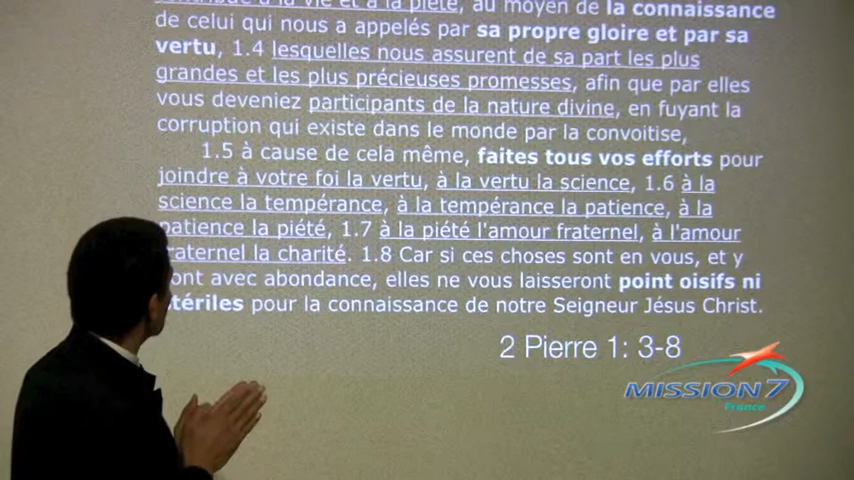 contribue à la vie et à la piété, au moyen de la connaissance
de celui qui nous a appelés par sa propre gloire et par sa
vertu, 1.4 lesquelles nous assurent de sa part les plus
grandes et les plus précieuses promesses, afin que par elles
vous deveniez participants de la nature divine, en fuyant la
corruption qui existe dans le monde par la convoitise,
1.5 à cause de cela même, faites tous vos efforts pour
joindre à votre foi la vertu, à la vertu la science, 1.6 à la
science la tempérance, à la tempérance la patience, à la
patience la piété, 1.7 à la piété l'amour fraternel, à l'amour
fraternel la charité. 1.8 Car si ces choses sont en vous, et y
sont avec abondance, elles ne vous laisseront point oisifs ni
stériles pour la connaissance de notre Seigneur Jésus Christ.
2 Pierre 1: 3-8
MISSION 7
France